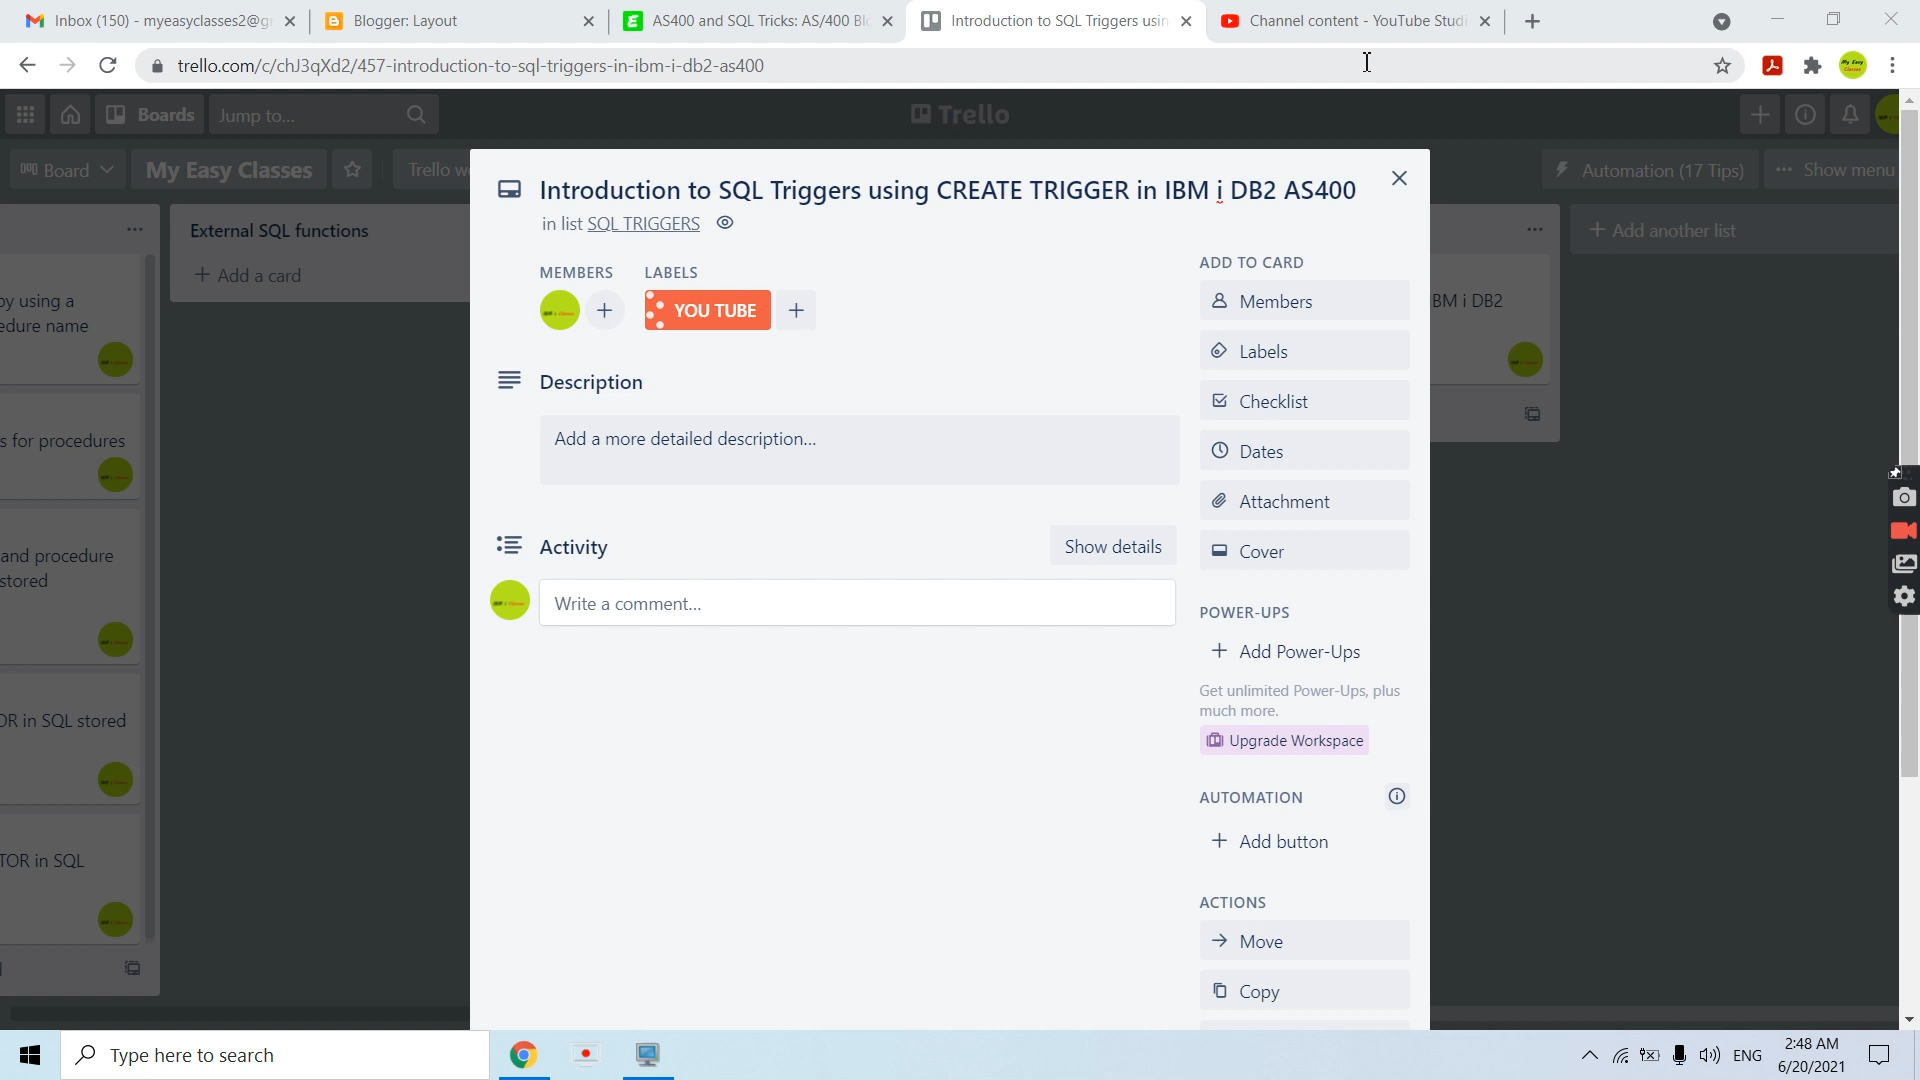 Inbox (150) - myeasyclasses2@g
Blogger: Layout
AS400 and SQL Tricks: AS/400 Bl
Introduction to SQL Triggers usin
Channel content - YouTube Studi
trello.com/c/chJ3qXd2/457-introduction-to-sql-triggers-in-ibm-i-db2-as400
Boards
Jump to...
Trello
Board
My Easy Classes
Trello w
Automation (17 Tips)
Show menu
Introduction to SQL Triggers using CREATE TRIGGER in IBM i DB2 AS400
in list SQL TRIGGERS
External SQL functions
+ Add a card
+ Add another list
by using a
edure name
s for procedures
and procedure
stored
OR in SQL stored
TOR in SQL
BM i DB2
MEMBERS
LABELS
YOU TUBE
Description
Add a more detailed description...
Activity
Show details
Write a comment...
ADD TO CARD
Members
Labels
Checklist
Dates
Attachment
Cover
POWER-UPS
+ Add Power-Ups
Get unlimited Power-Ups, plus
much more.
Upgrade Workspace
AUTOMATION
+ Add button
ACTIONS
Move
Copy
Type here to search
ENG
2:48 AM
6/20/2021